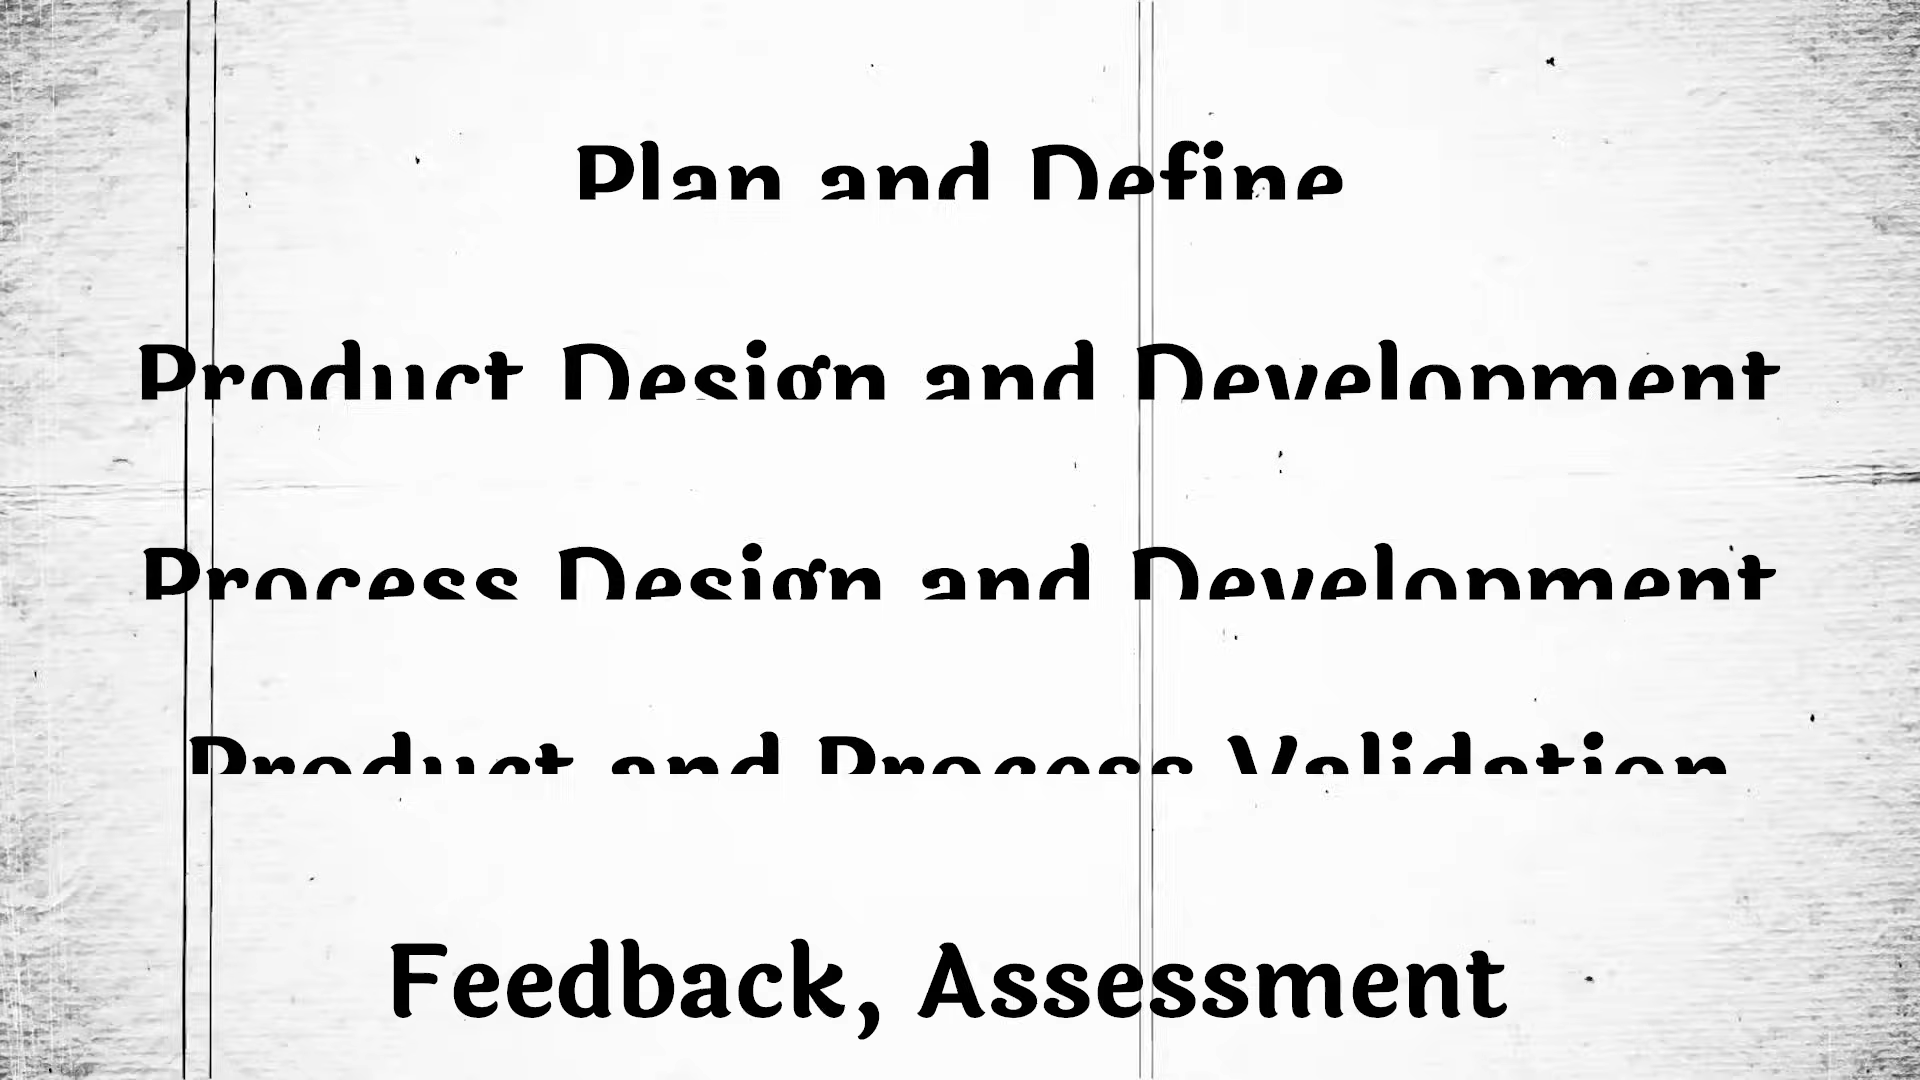 Plan and Define
Product Design and Development
Process Design and Development
Product and Process Validation
Feedback, Assessment